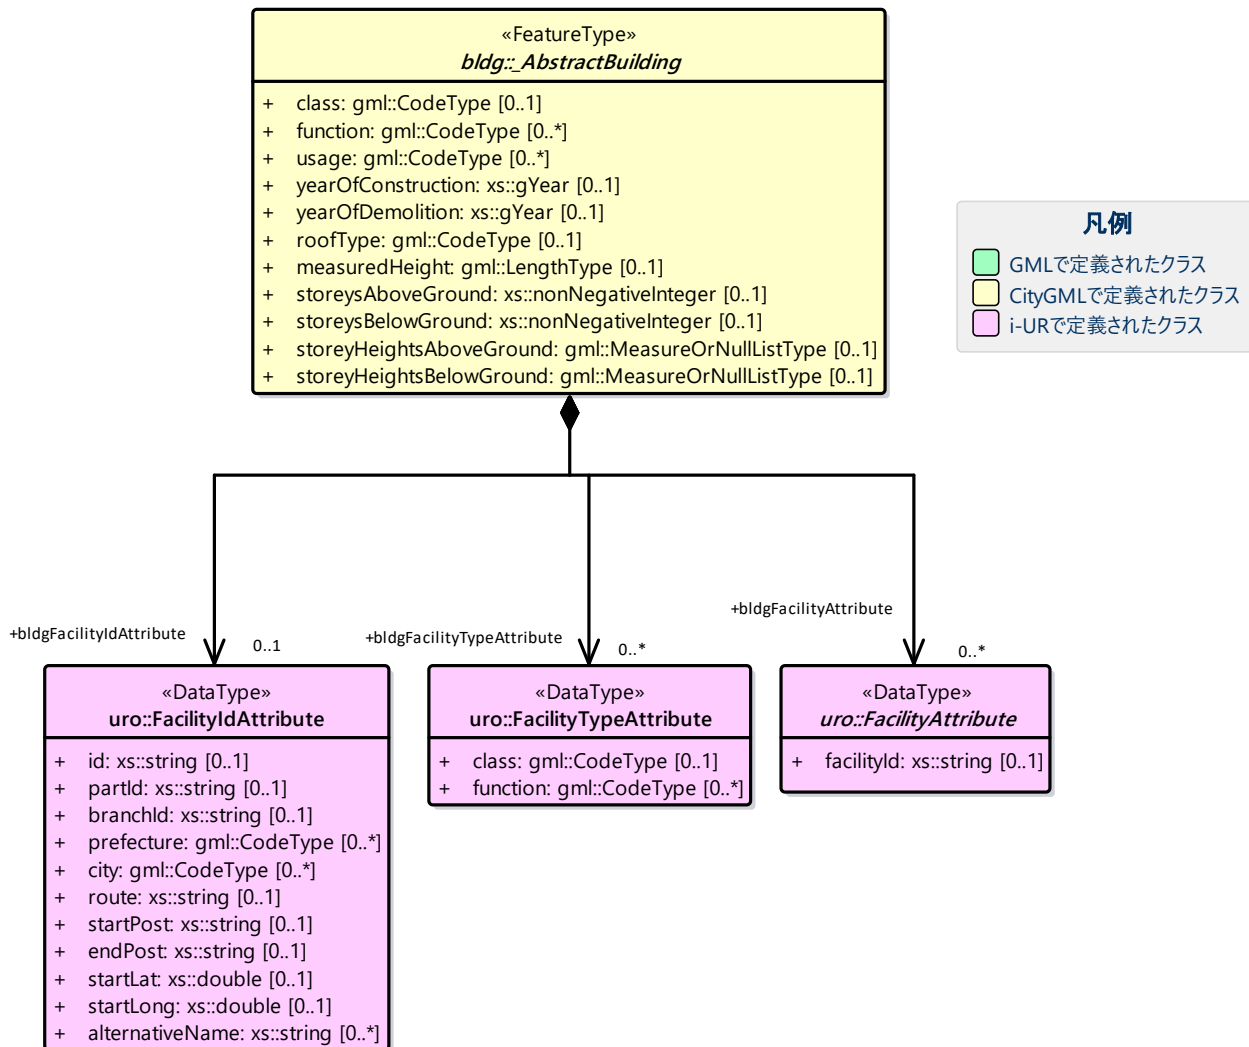 «FeatureType»
bldg::_AbstractBuilding
+ class: gml::CodeType [0..1]
+ function: gml::CodeType [0..*]
+ usage: gml::CodeType [0..*]
+ yearOfConstruction: xs::gYear [0..1]
+ yearOfDemolition: xs::gYear [0..1]
+ roofType: gml::CodeType [0..1]
+ measuredHeight: gml::LengthType [0..1]
+ storeysAboveGround: xs::nonNegativeInteger [0..1]
+ storeysBelowGround: xs::nonNegativeInteger [0..1]
+ storeyHeightsAboveGround: gml::MeasureOrNullListType [0..1]
+ storeyHeightsBelowGround: gml::MeasureOrNullListType [0..1]
凡例
GMLで定義されたクラス
CityGMLで定義されたクラス
i-URで定義されたクラス
+bldgFacilityIdAttribute
0..1
+bldgFacilityTypeAttribute
0..*
+bldgFacilityAttribute
0..*
«DataType»
uro::FacilityIdAttribute
+ id: xs::string [0..1]
+ partId: xs::string [0..1]
+ branchId: xs::string [0..1]
+ prefecture: gml::CodeType [0..*]
+ city: gml::CodeType [0..*]
+ route: xs::string [0..1]
+ startPost: xs::string [0..1]
+ endPost: xs::string [0..1]
+ startLat: xs::double [0..1]
+ startLong: xs::double [0..1]
+ alternativeName: xs::string [0..*]
«DataType»
uro::FacilityTypeAttribute
+ class: gml::CodeType [0..1]
+ function: gml::CodeType [0..*]
«DataType»
uro::FacilityAttribute
+ facilityId: xs::string [0..1]